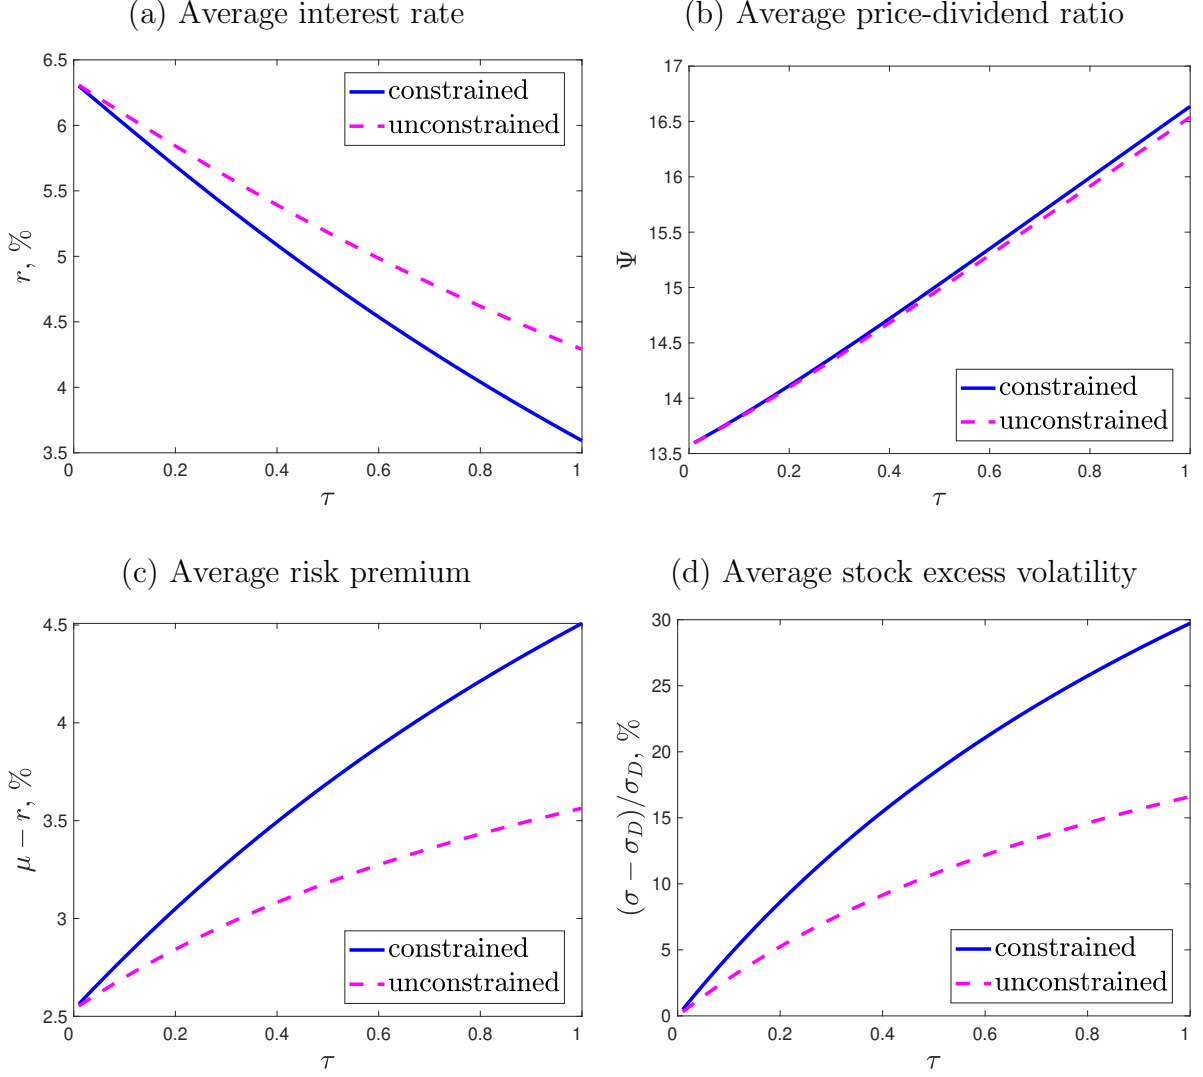 (a) Average interest rate
6.5
6
5.5
5
4.5
4
3.5
r, %
0 0.2 0.4 0.6 0.8 1
τ
constrained
unconstrained
(b) Average price-dividend ratio
17
16.5
16
15.5
15
14.5
14
13.5
Ψ
0 0.2 0.4 0.6 0.8 1
τ
constrained
unconstrained
(c) Average risk premium
4.5
4
3.5
3
2.5
μ − r, %
0 0.2 0.4 0.6 0.8 1
τ
constrained
unconstrained
(d) Average stock excess volatility
30
25
20
15
10
5
0
(σ − σ_D)/σ_D, %
0 0.2 0.4 0.6 0.8 1
τ
constrained
unconstrained